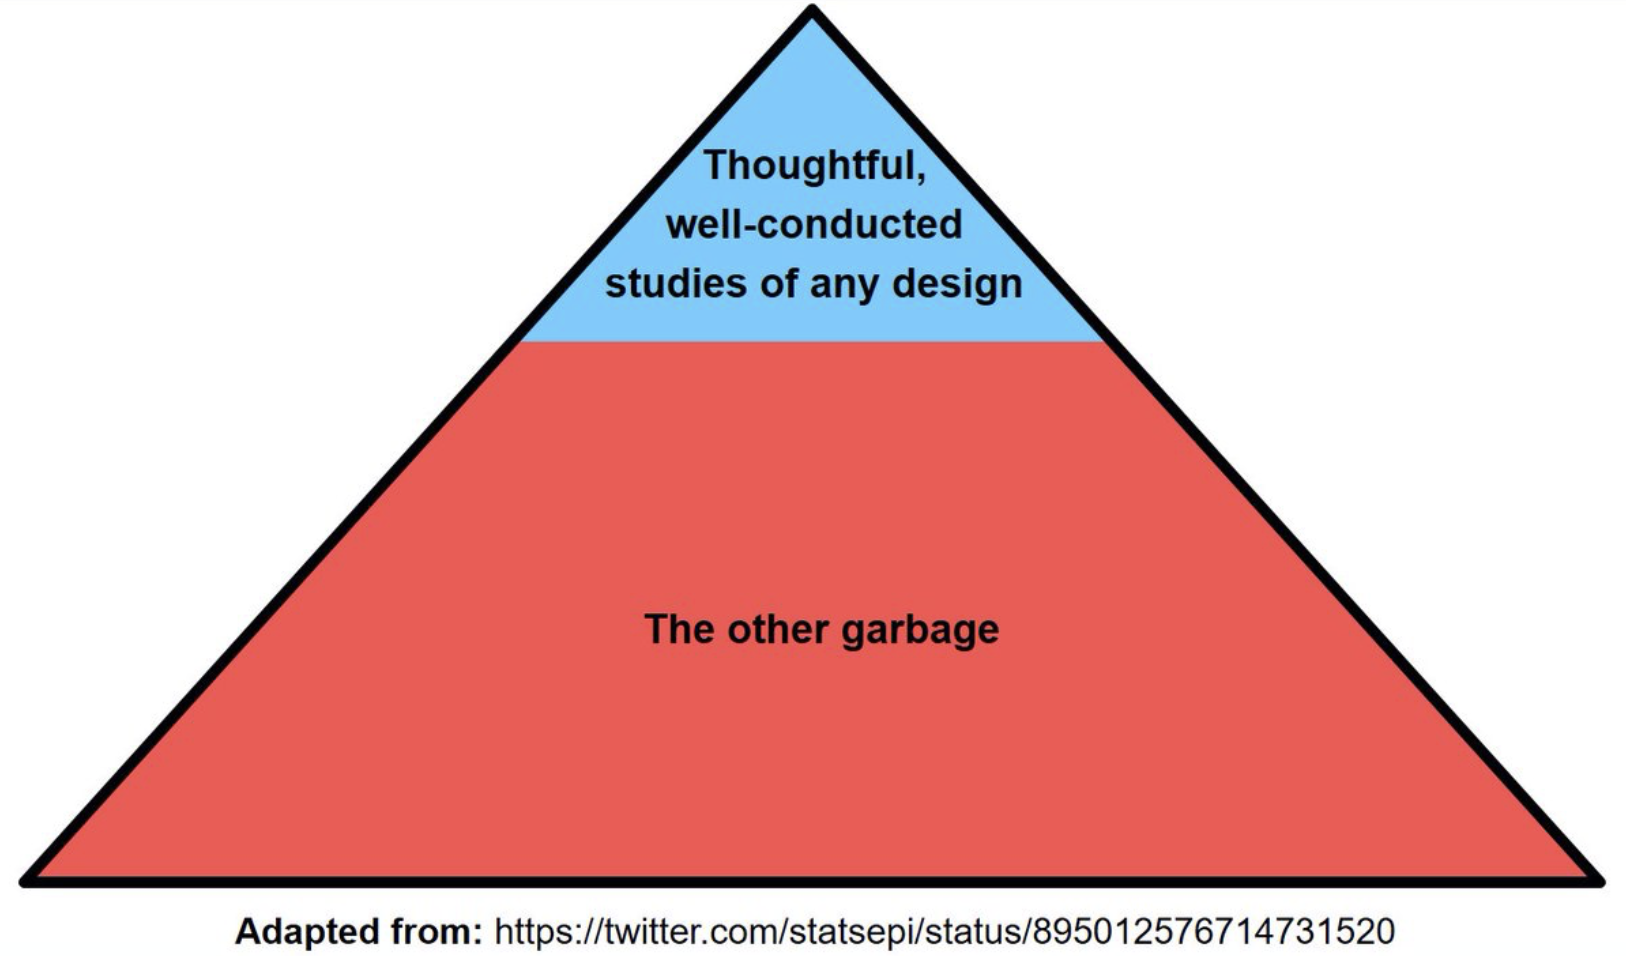 Thoughtful,
well-conducted
studies of any design
The other garbage
Adapted from: https://twitter.com/statsepi/status/895012576714731520